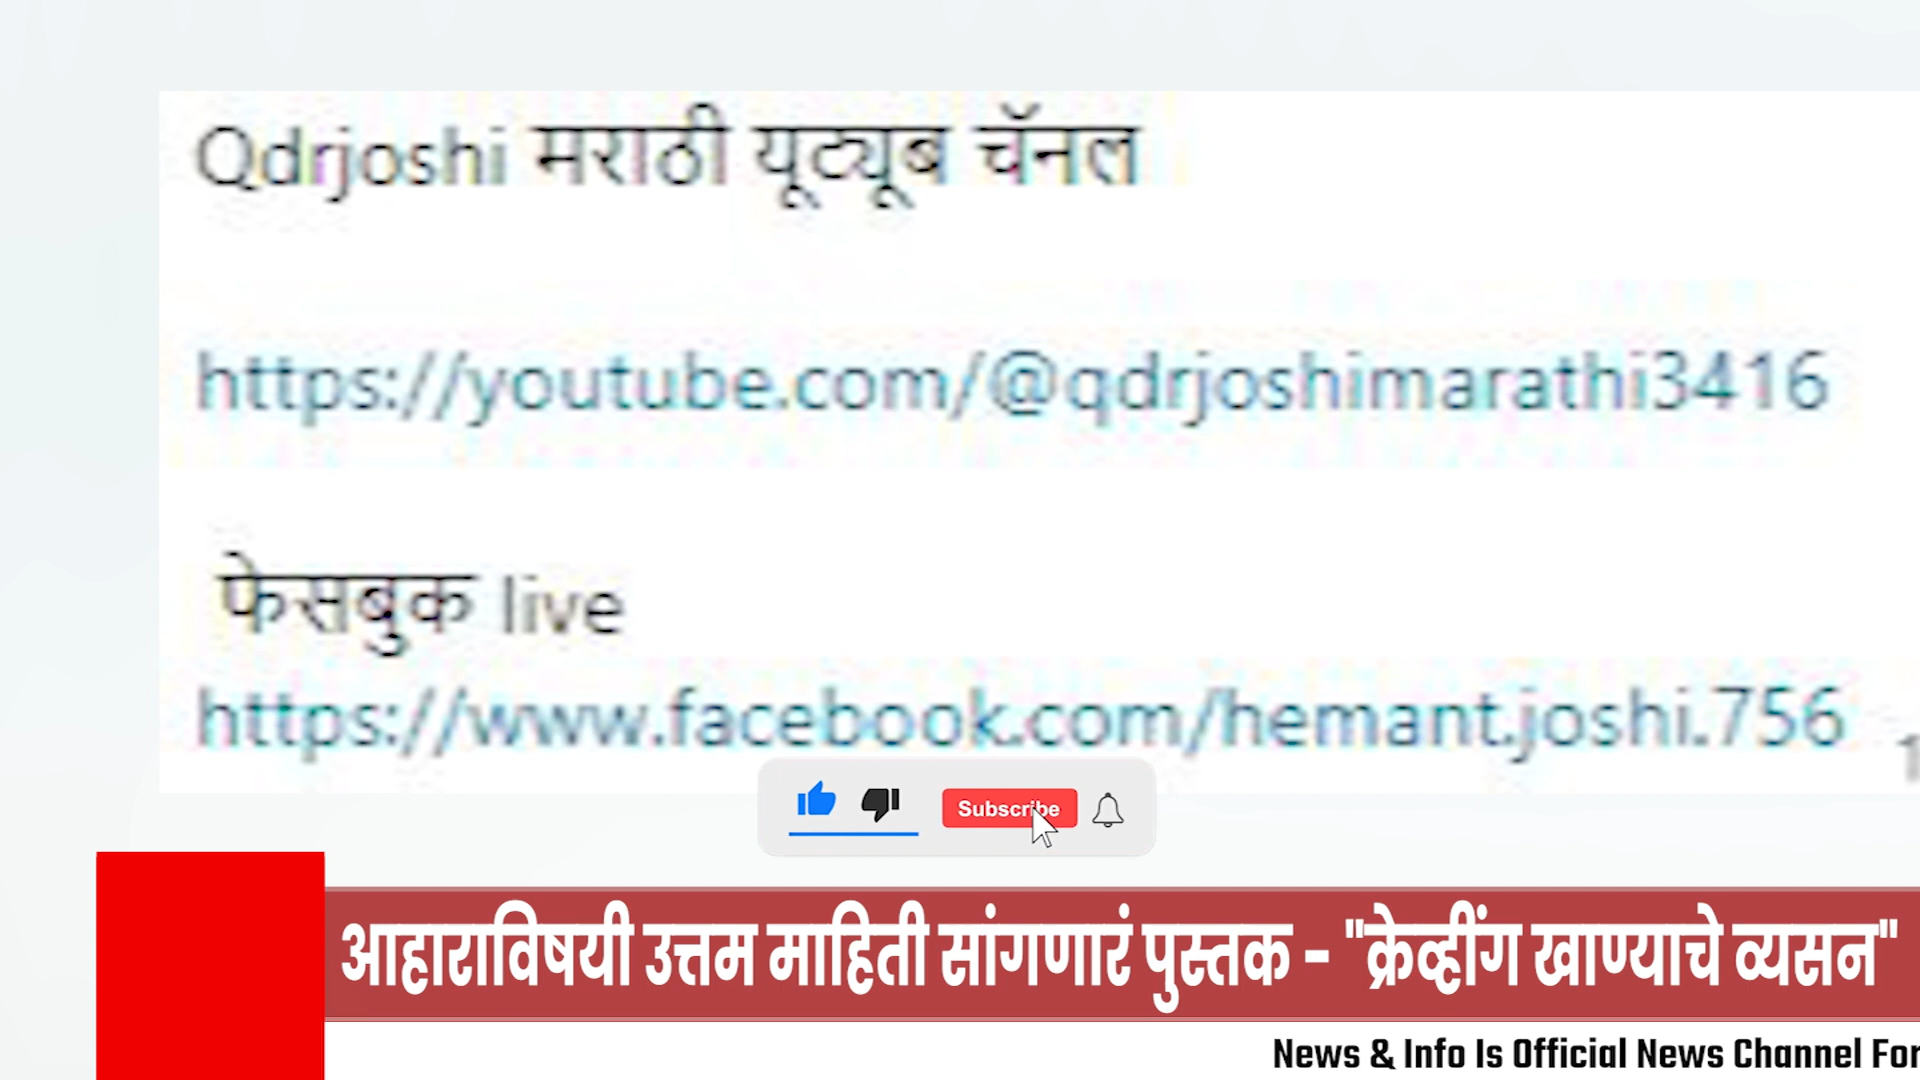 Qdrjoshi मराठी यूट्यूब चॅनल
https://youtube.com/@qdrjoshimarathi3416
फेसबुक live
https://www.facebook.com/hemant.joshi.756
Subscribe
आहाराविषयी उत्तम माहिती सांगणारं पुस्तक - "क्रेव्हींग खाण्याचे व्यसन"
News & Info Is Official News Channel For